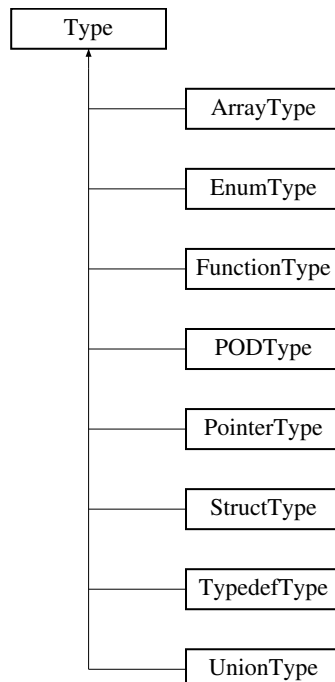 Type
ArrayType
EnumType
FunctionType
PODType
PointerType
StructType
TypedefType
UnionType